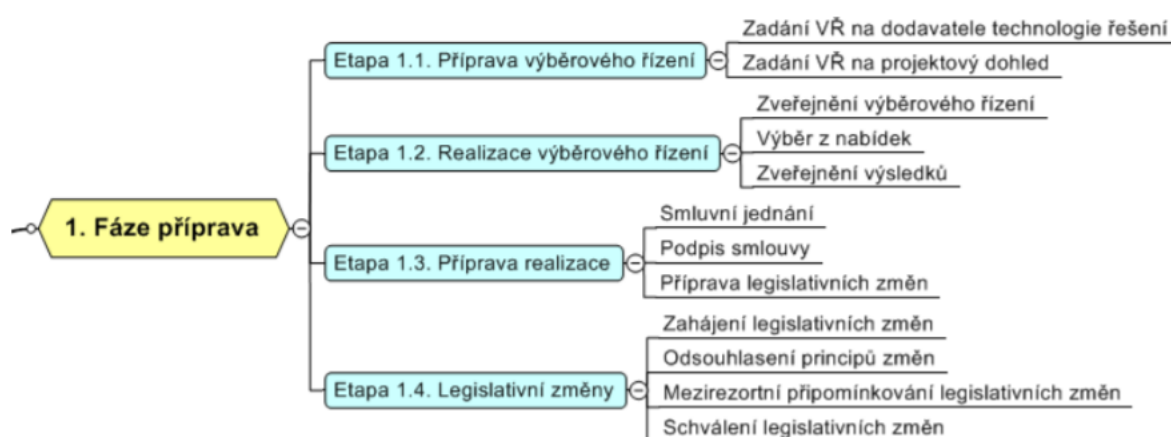 1. Fáze příprava
Etapa 1.1. Příprava výběrového řízení
Zadání VŘ na dodavatele technologie řešení
Zadání VŘ na projektový dohled
Etapa 1.2. Realizace výběrového řízení
Zveřejnění výběrového řízení
Výběr z nabídek
Zveřejnění výsledků
Etapa 1.3. Příprava realizace
Smluvní jednání
Podpis smlouvy
Příprava legislativních změn
Etapa 1.4. Legislativní změny
Zahájení legislativních změn
Odsouhlasení principů změn
Mezirezortní připomínkování legislativních změn
Schválení legislativních změn